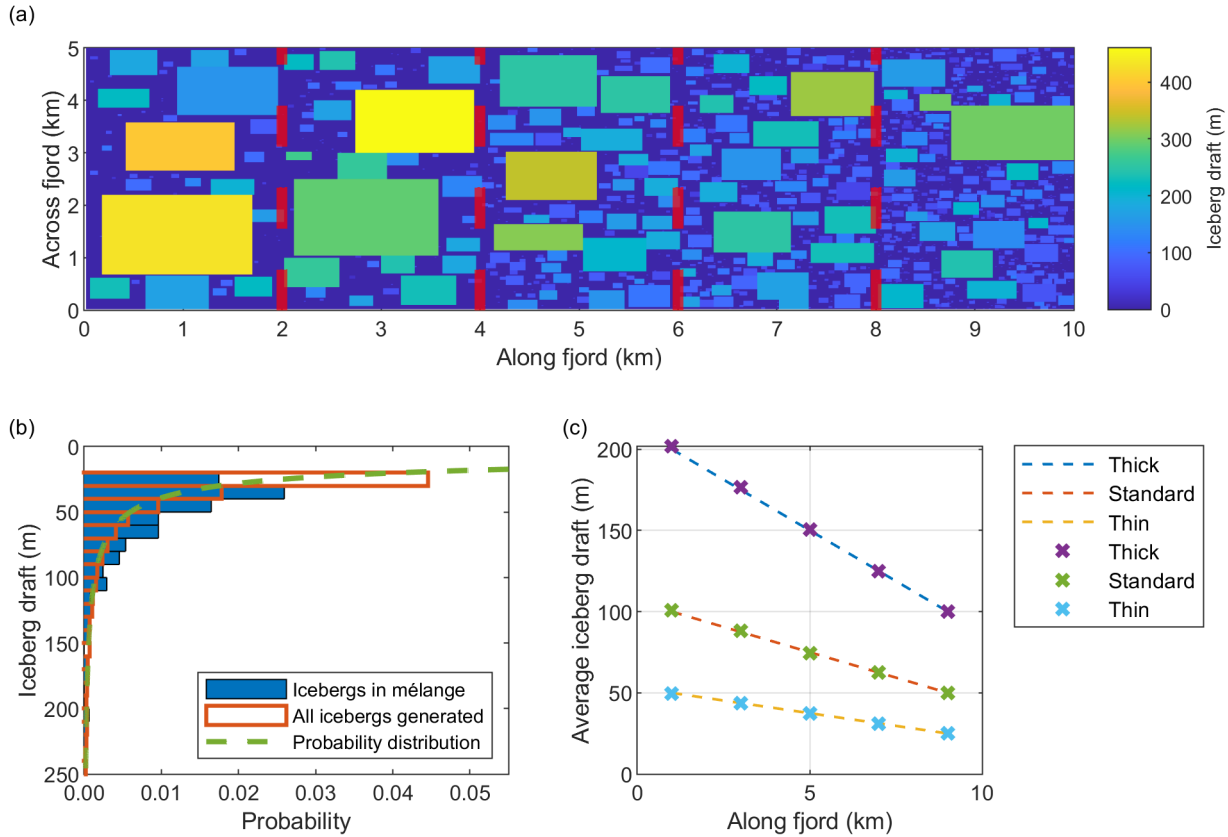 (a)
5
4
3
2
1
0
Across fjord (km)
0 1 2 3 4 5 6 7 8 9 10
Along fjord (km)
400
300
200
100
0
Iceberg draft (m)
(b)
0
50
100
150
200
250
Iceberg draft (m)
0.00 0.01 0.02 0.03 0.04 0.05
Probability
Icebergs in mélange
All icebergs generated
Probability distribution
(c)
200
150
100
50
0
Average iceberg draft (m)
0 5 10
Along fjord (km)
Thick
Standard
Thin
Thick
Standard
Thin